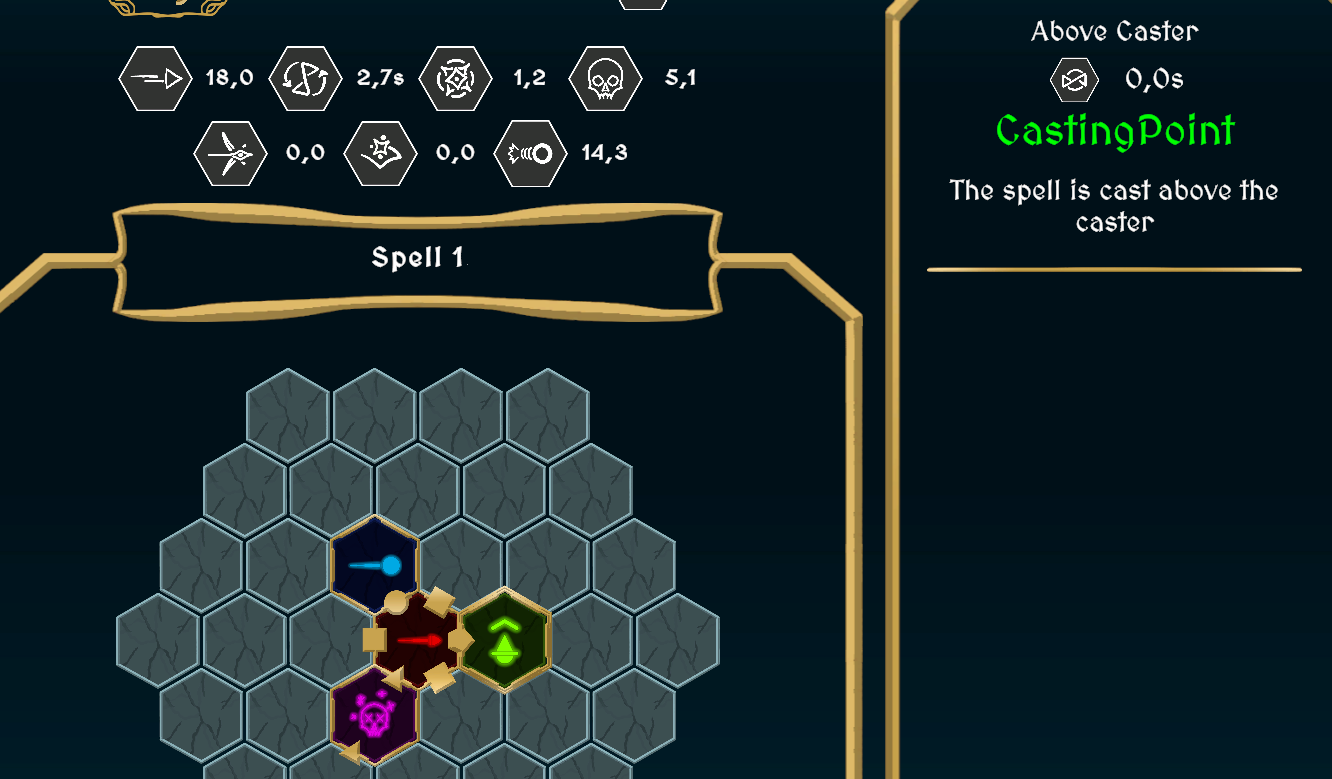 18,0 2,7s 1,2 5,1
0,0 0,0 14,3
Spell 1
Above Caster
0,0s
CastingPoint
The spell is cast above the
caster